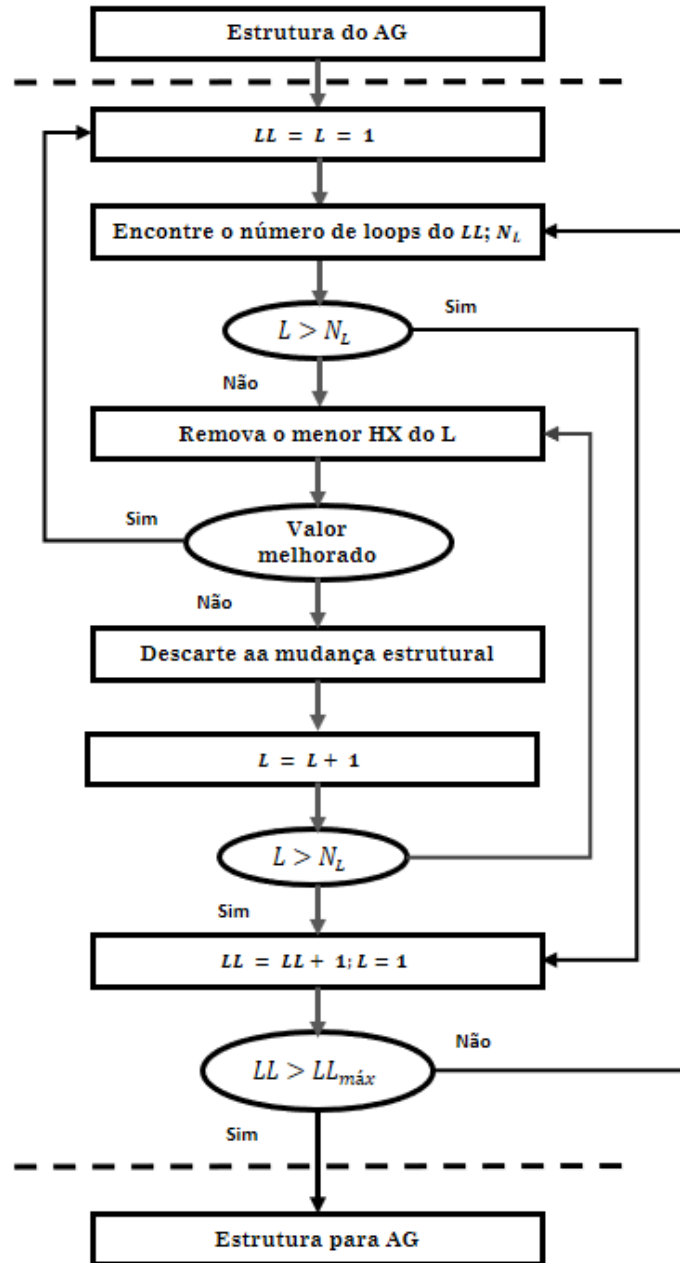 Estrutura do AG
LL = L = 1
Encontre o número de loops do LL; N_L
L > N_L
Sim
Não
Remova o menor HX do L
Sim
Valor
melhorado
Não
Descarte aa mudança estrutural
L = L + 1
L > N_L
Sim
LL = LL + 1; L = 1
LL > LL_máx
Não
Sim
Estrutura para AG